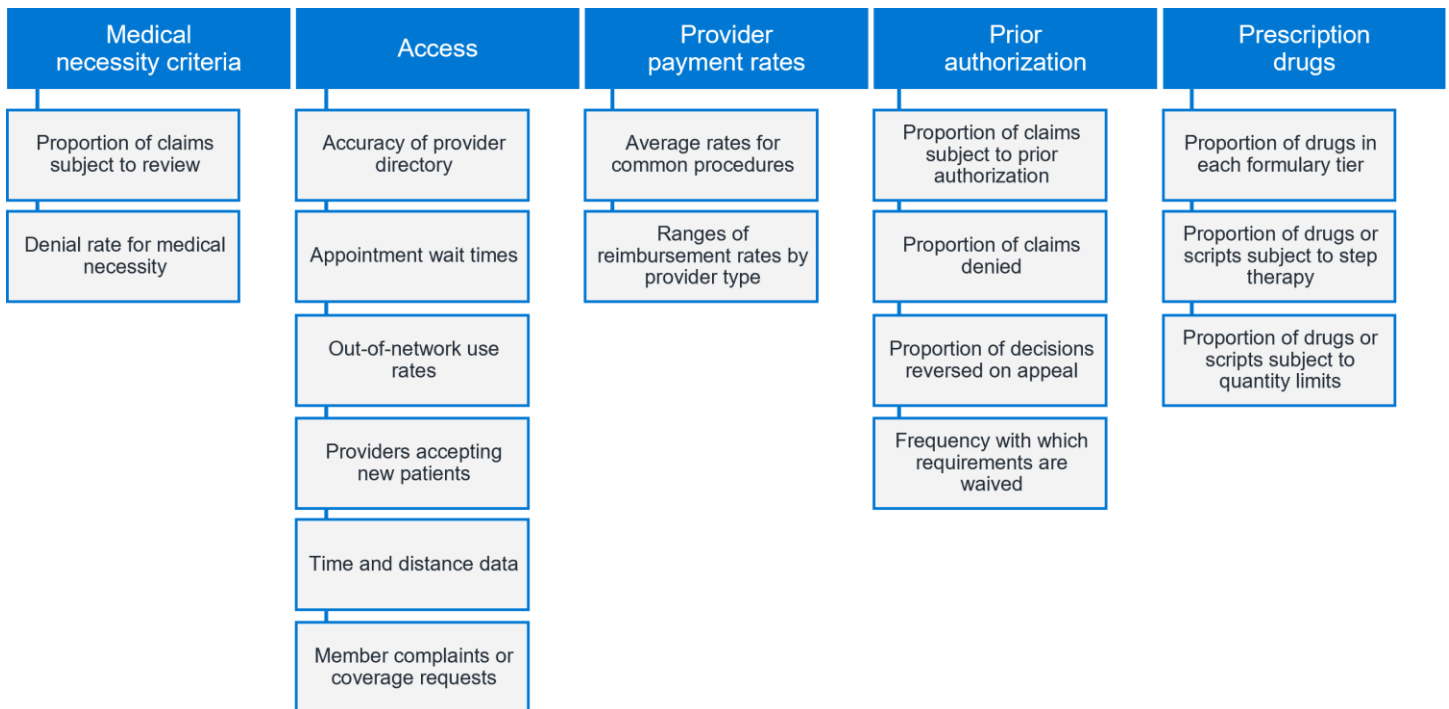 Medical
necessity criteria
Proportion of claims
subject to review
Denial rate for medical
necessity
Access
Accuracy of provider
directory
Appointment wait times
Out-of-network use
rates
Providers accepting
new patients
Time and distance data
Member complaints or
coverage requests
Provider
payment rates
Average rates for
common procedures
Ranges of
reimbursement rates by
provider type
Prior
authorization
Proportion of claims
subject to prior
authorization
Proportion of claims
denied
Proportion of decisions
reversed on appeal
Frequency with which
requirements are
waived
Prescription
drugs
Proportion of drugs in
each formulary tier
Proportion of drugs or
scripts subject to step
therapy
Proportion of drugs or
scripts subject to
quantity limits